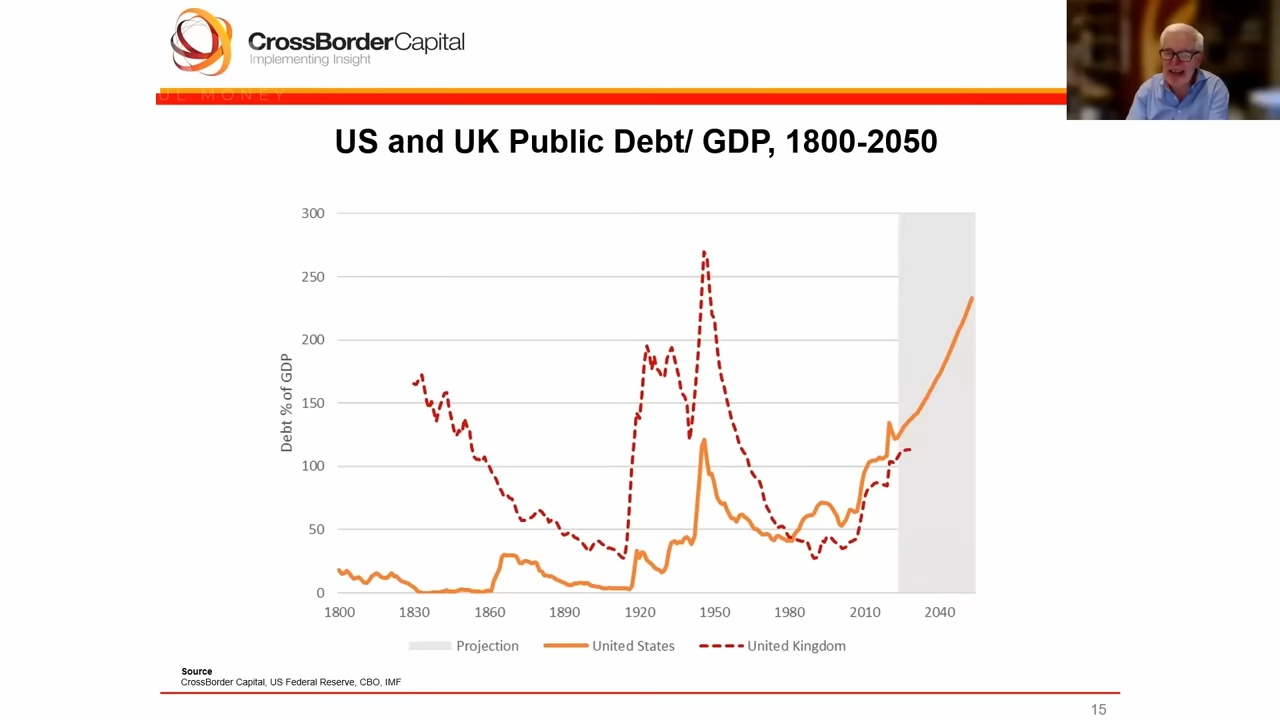 CrossBorderCapital
Implementing Insight
UL MONEY
US and UK Public Debt/ GDP, 1800-2050
300
250
200
150
100
50
0
Debt % of GDP
1800 1830 1860 1890 1920 1950 1980 2010 2040
Projection United States United Kingdom
Source
CrossBorder Capital, US Federal Reserve, CBO, IMF
15